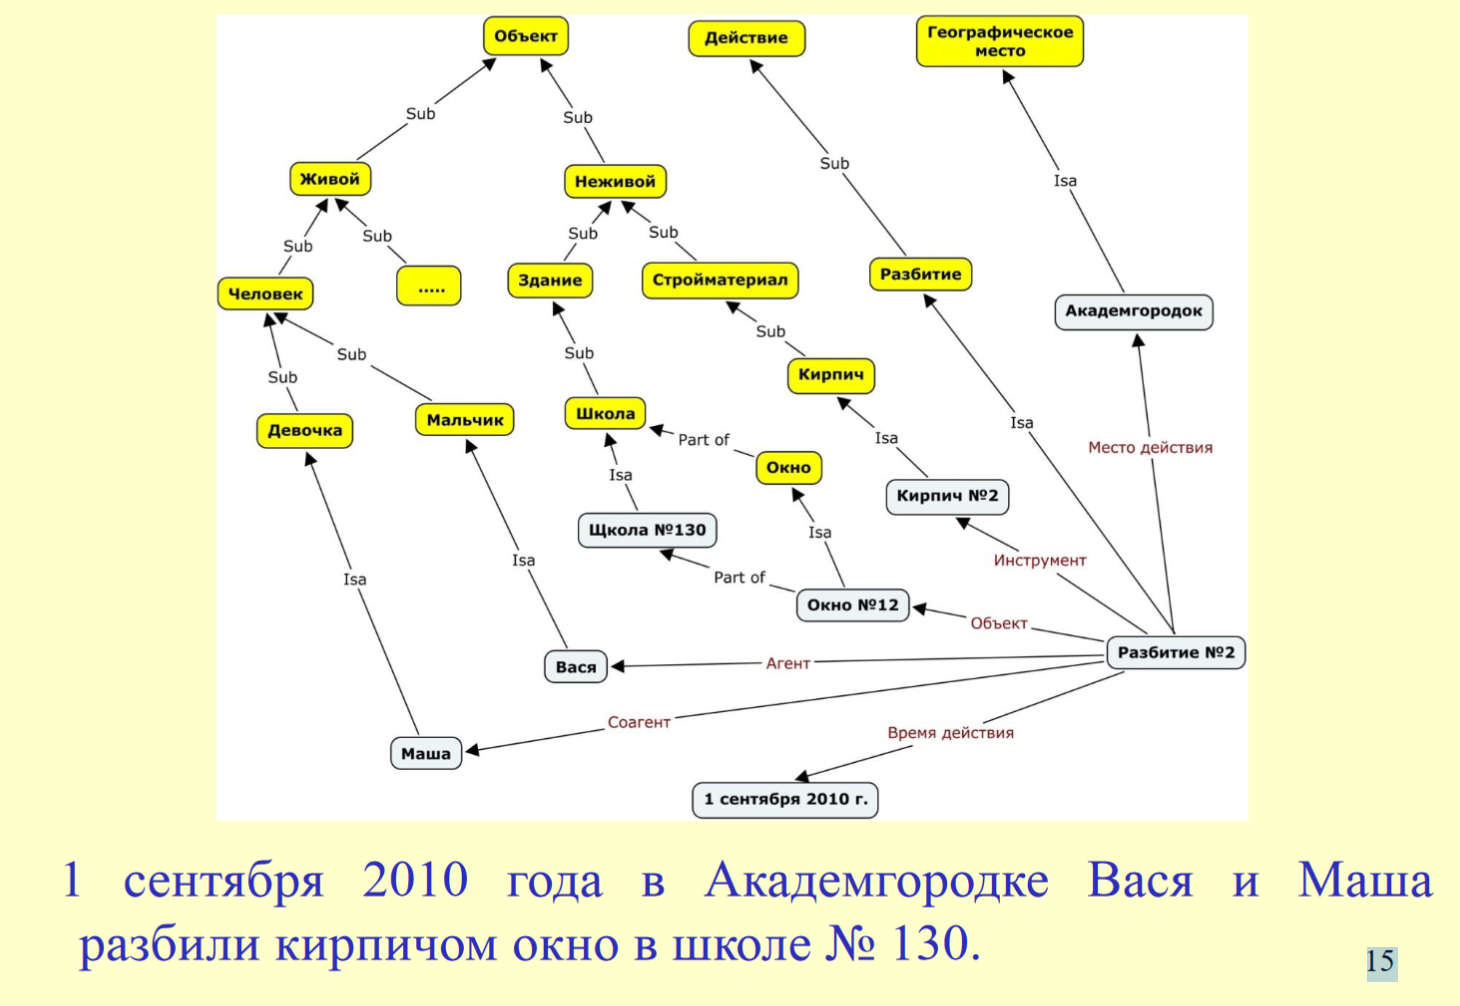 Объект
Действие
Географическое
место
Sub
Sub
Sub
Isa
Живой
Неживой
Sub
Sub
Sub
Sub
Человек
.....
Здание
Стройматериал
Разбитие
Академгородок
Sub
Sub
Sub
Sub
Кирпич
Девочка
Мальчик
Школа
Part of
Окно
Isa
Isa
Место действия
Isa
Кирпич №2
Щкола №130
Isa
Isa
Isa
Part of
Инструмент
Окно №12
Объект
Вася
Агент
Разбитие №2
Соагент
Время действия
Маша
1 сентября 2010 г.
1 сентября 2010 года в Академгородке Вася и Маша
разбили кирпичом окно в школе № 130.
15